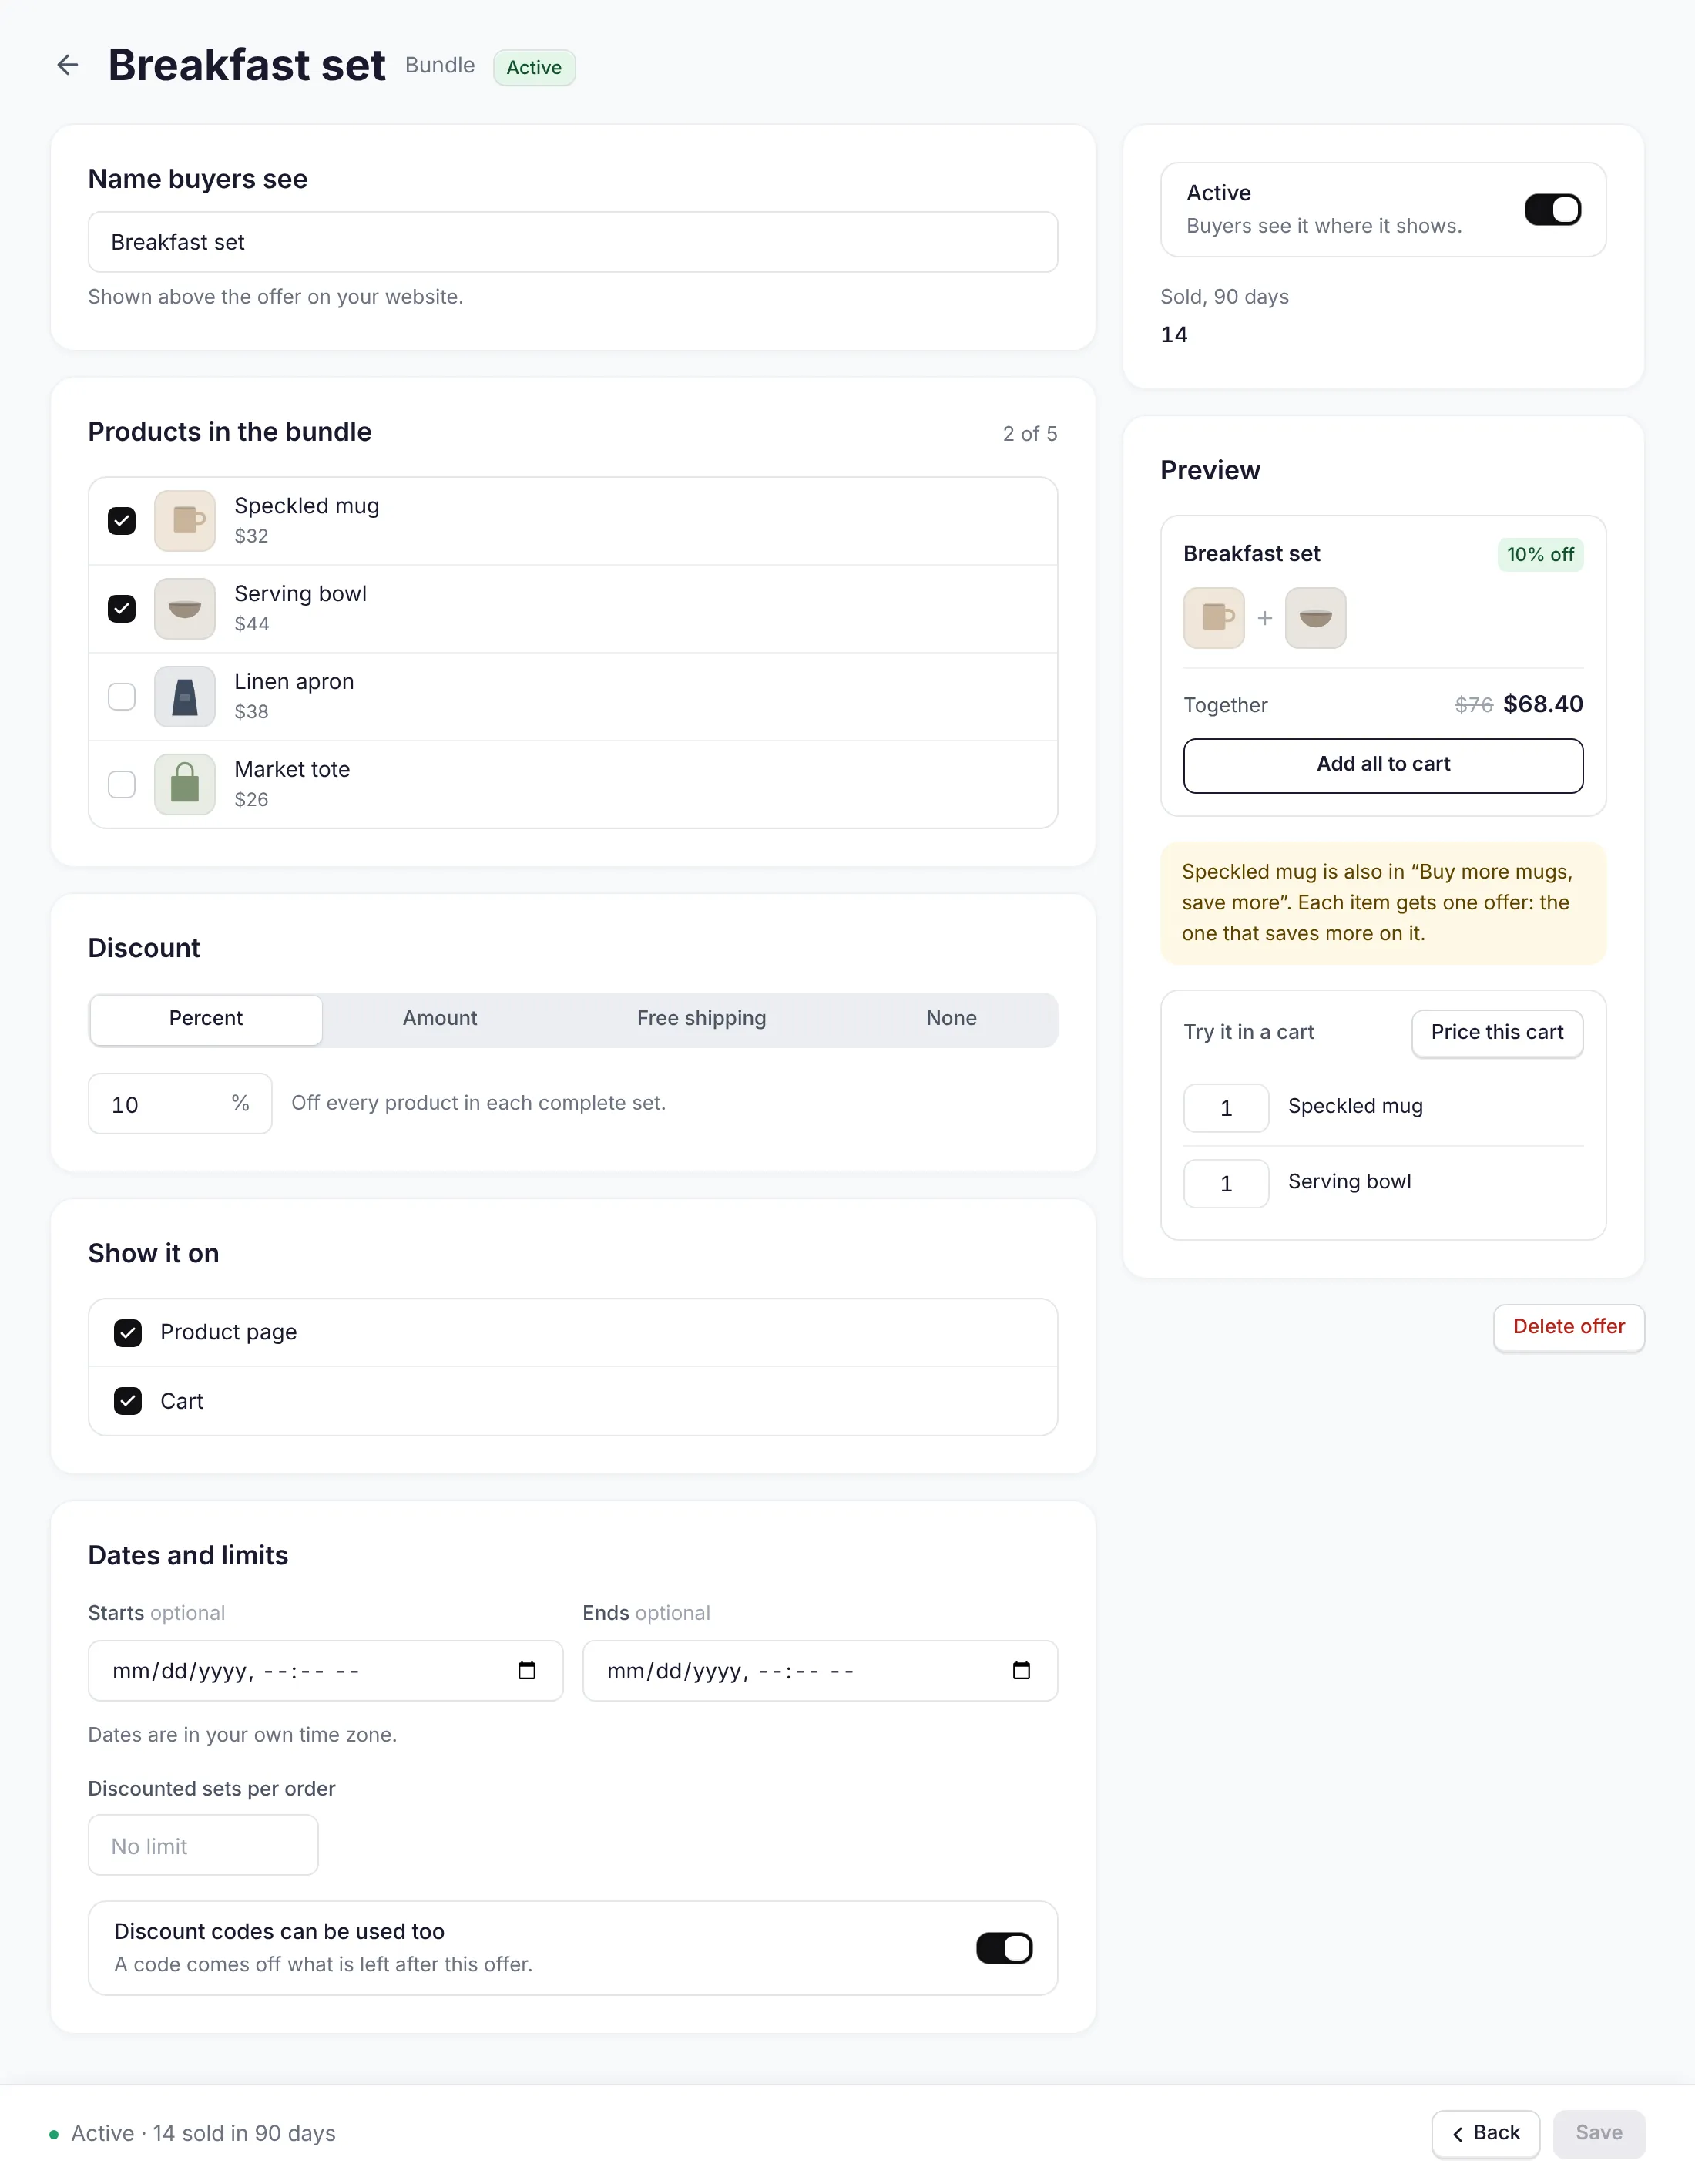 Breakfast set Bundle Active
Name buyers see
Breakfast set
Shown above the offer on your website.
Products in the bundle 2 of 5
Speckled mug
$32
Serving bowl
$44
Linen apron
$38
Market tote
$26
Discount
Percent Amount Free shipping None
10 % Off every product in each complete set.
Show it on
Product page
Cart
Dates and limits
Starts optional Ends optional
mm/dd/yyyy, --:-- -- mm/dd/yyyy, --:-- --
Dates are in your own time zone.
Discounted sets per order
No limit
Discount codes can be used too
A code comes off what is left after this offer.
Active
Buyers see it where it shows.
Sold, 90 days
14
Preview
Breakfast set 10% off
+
Together $76 $68.40
Add all to cart
Speckled mug is also in “Buy more mugs,
save more”. Each item gets one offer: the
one that saves more on it.
Try it in a cart Price this cart
1 Speckled mug
1 Serving bowl
Delete offer
Active · 14 sold in 90 days Back Save